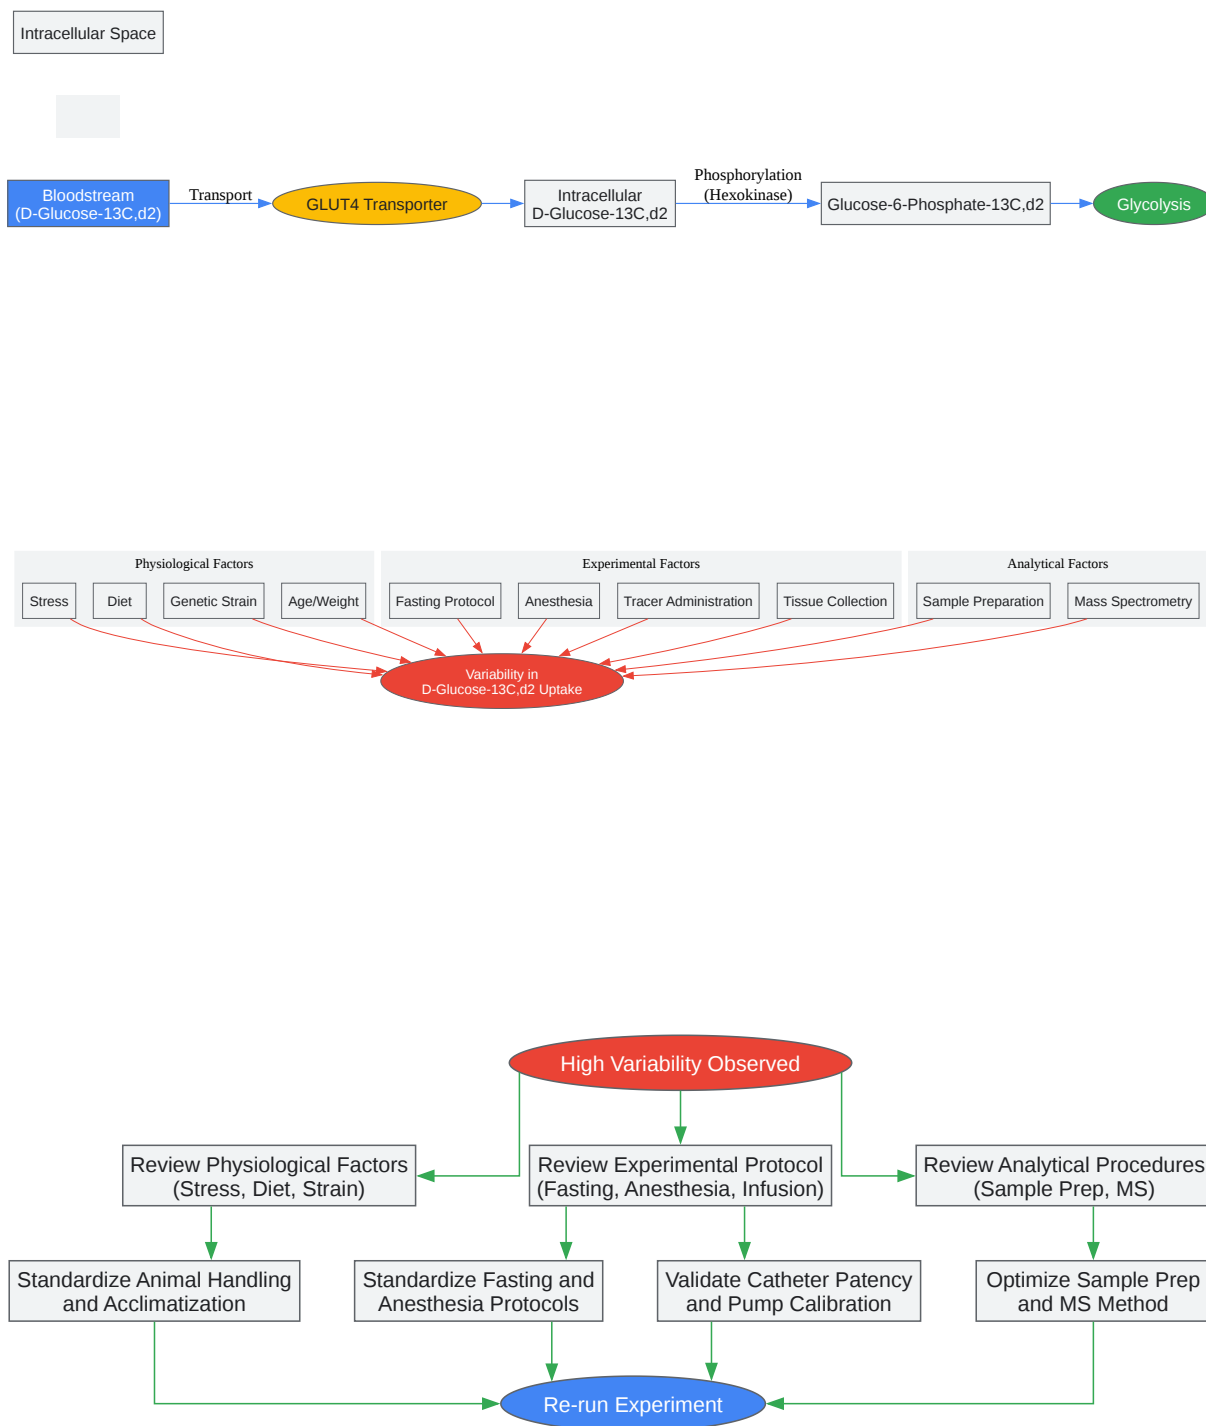 Intracellular Space
Bloodstream
(D-Glucose-13C,d2)
Transport
GLUT4 Transporter
Intracellular
D-Glucose-13C,d2
Phosphorylation
(Hexokinase)
Glucose-6-Phosphate-13C,d2
Glycolysis
Physiological Factors
Experimental Factors
Analytical Factors
Stress
Diet
Genetic Strain
Age/Weight
Fasting Protocol
Anesthesia
Tracer Administration
Tissue Collection
Sample Preparation
Mass Spectrometry
Variability in
D-Glucose-13C,d2 Uptake
High Variability Observed
Review Physiological Factors
(Stress, Diet, Strain)
Review Experimental Protocol
(Fasting, Anesthesia, Infusion)
Review Analytical Procedures
(Sample Prep, MS)
Standardize Animal Handling
and Acclimatization
Standardize Fasting and
Anesthesia Protocols
Validate Catheter Patency
and Pump Calibration
Optimize Sample Prep
and MS Method
Re-run Experiment